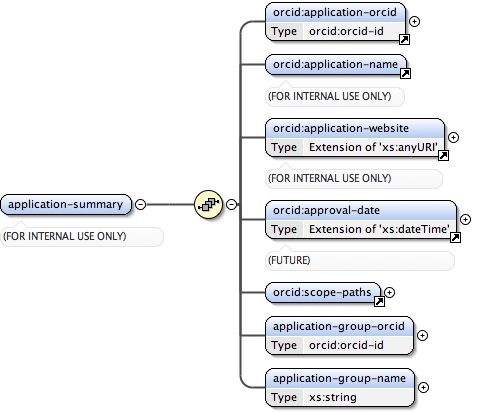 orcid:application-orcid
Type orcid:orcid-id
orcid:application-name
(FOR INTERNAL USE ONLY)
orcid:application-website
Type Extension of 'xs:anyURI'
(FOR INTERNAL USE ONLY)
application-summary
(FOR INTERNAL USE ONLY)
orcid:approval-date
Type Extension of 'xs:dateTime'
(FUTURE)
orcid:scope-paths
application-group-orcid
Type orcid:orcid-id
application-group-name
Type xs:string